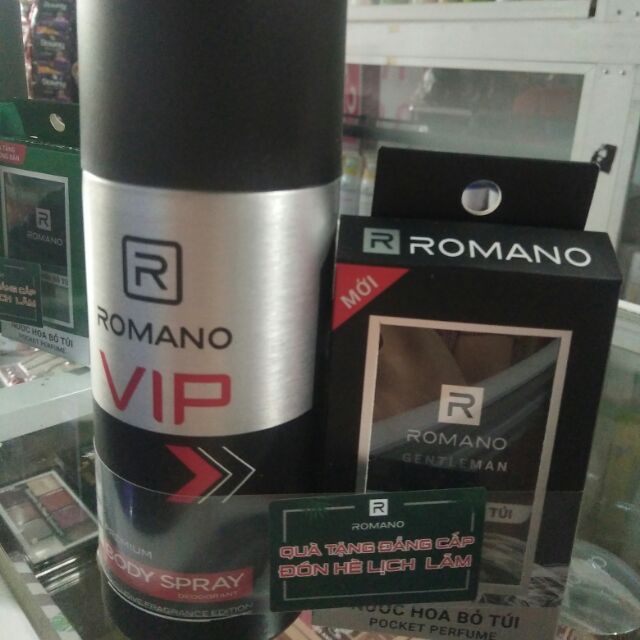 R
ROMANO
VIP
BODY SPRAY
DEODORANT
FRAGRANCE EDITION
R ROMANO
MỚI
R
ROMANO
GENTLEMAN
TÚI
R
ROMANO
QUÀ TẶNG ĐẲNG CẤP
ĐÓN HÈ LỊCH LÃM
NƯỚC HOA BỎ TÚI
POCKET PERFUME
R
ROMANO
NƯỚC HOA BỎ TÚI
POCKET PERFUME